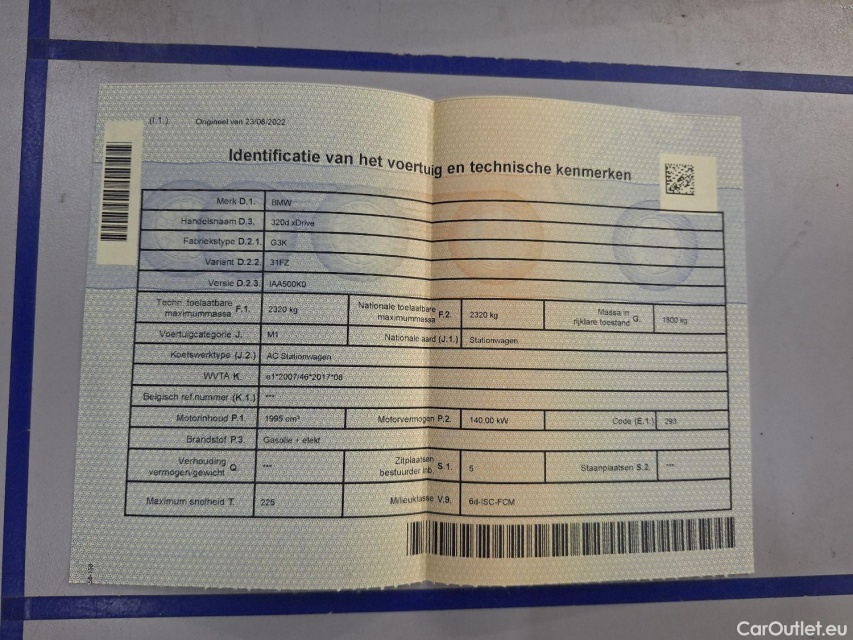 (I.1.) Origineel van 23/08/2022
Identificatie van het voertuig en technische kenmerken
Merk D.1. BMW
Handelsnaam D.3. 320d xDrive
Fabriekstype D.2.1. G3K
Variant D.2.2. 31FZ
Versie D.2.3. IAA500K0
Techn. toelaatbare maximummassa F.1. 2320 kg Nationale toelaatbare maximummassa F.2. 2320 kg Massa in rijklare toestand G. 1800 kg
Voertuigcategorie J. M1 Nationale aard (J.1.) Stationwagen
Koetswerktype (J.2.) AC Stationwagen
WVTA K. e1*2007/46*2017*08
Belgisch ref.nummer (K.1.) ***
Motorinhoud P.1. 1995 cm³ Motorvermogen P.2. 140,00 kW Code (E.1.) 293
Brandstof P.3. Gasolie + elekt
Verhouding vermogen/gewicht Q. *** Zitplaatsen bestuurder inb. S.1. 5 Staanplaatsen S.2. ***
Maximum snelheid T. 225 Milieuklasse V.9. 6d-ISC-FCM
CarOutlet.eu